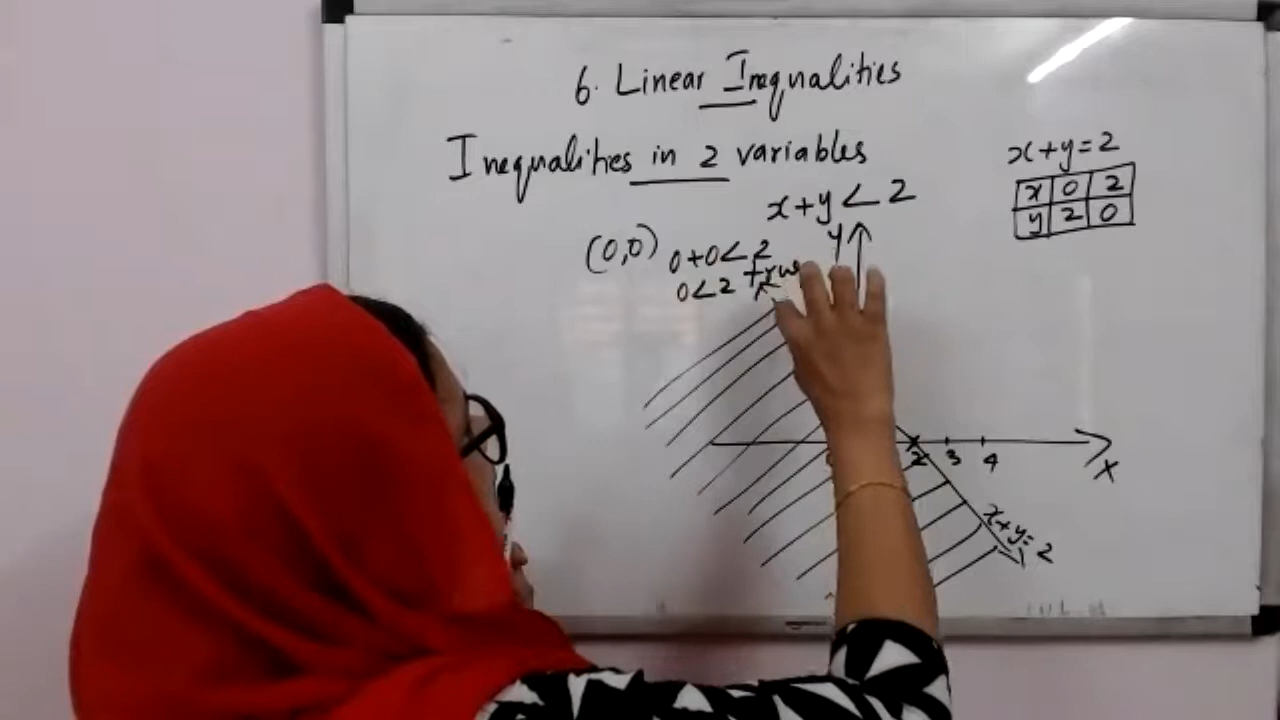 6. Linear Inequalities
Inequalities in 2 variables
x+y=2
x 0 2
y 2 0
x+y<2
(0,0) 0+0<2
0<2 true
y
2 3 4
X
x+y=2